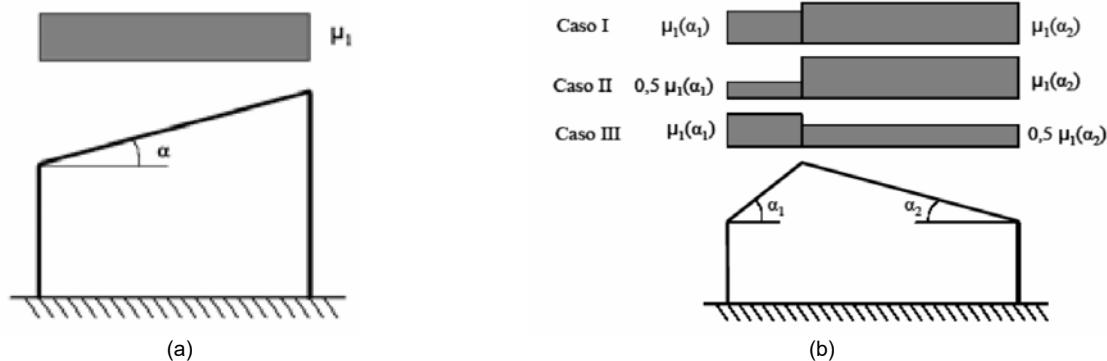 μ₁
α
(a)
Caso I μ₁(α₁) μ₁(α₂)
Caso II 0,5 μ₁(α₁) μ₁(α₂)
Caso III μ₁(α₁) 0,5 μ₁(α₂)
α₁ α₂
(b)